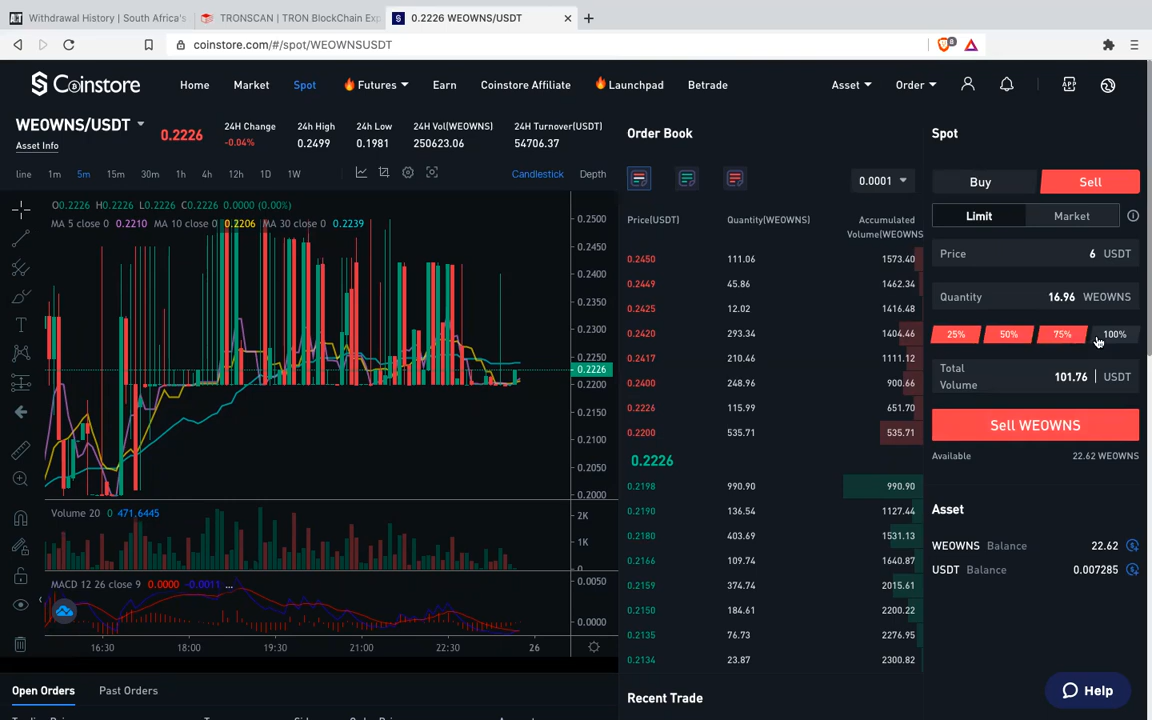 Withdrawal History | South Africa's
TRONSCAN | TRON BlockChain Exp
0.2226 WEOWNS/USDT
coinstore.com/#/spot/WEOWNSUSDT
8
Coinstore
Home
Market
Spot
Futures
Earn
Coinstore Affiliate
Launchpad
Betrade
Asset
Order
APP
WEOWNS/USDT
Asset Info
0.2226
24H Change
-0.04%
24h High
0.2499
24h Low
0.1981
24H Vol(WEOWNS)
250623.06
24H Turnover(USDT)
54706.37
line 1m 5m 15m 30m 1h 4h 12h 1D 1W
Candlestick Depth
O0.2226 H0.2226 L0.2226 C0.2226 0.0000 (0.00%)
MA 5 close 0 0.2210 MA 10 close 0 0.2206 MA 30 close 0 0.2239
0.2500
0.2450
0.2400
0.2350
0.2300
0.2250
0.2226
0.2200
0.2150
0.2100
0.2050
0.2000
Volume 20 0 471.6445
2K
1K
0
MACD 12 26 close 9 0.0000 -0.0011 ...
0.0050
0.0000
16:30 18:00 19:30 21:00 22:30 26
Open Orders Past Orders
Order Book
0.0001
Price(USDT) Quantity(WEOWNS) Accumulated
Volume(WEOWNS
0.2450 111.06 1573.40
0.2449 45.86 1462.34
0.2425 12.02 1416.48
0.2420 293.34 1404.46
0.2417 210.46 1111.12
0.2400 248.96 900.66
0.2226 115.99 651.70
0.2200 535.71 535.71
0.2226
0.2198 990.90 990.90
0.2190 136.54 1127.44
0.2180 403.69 1531.13
0.2166 109.74 1640.87
0.2159 374.74 2015.61
0.2150 184.61 2200.22
0.2135 76.73 2276.95
0.2134 23.87 2300.82
Recent Trade
Spot
Buy Sell
Limit Market
Price 6 USDT
Quantity 16.96 WEOWNS
25% 50% 75% 100%
Total
Volume 101.76 USDT
Sell WEOWNS
Available 22.62 WEOWNS
Asset
WEOWNS Balance 22.62
USDT Balance 0.007285
Help